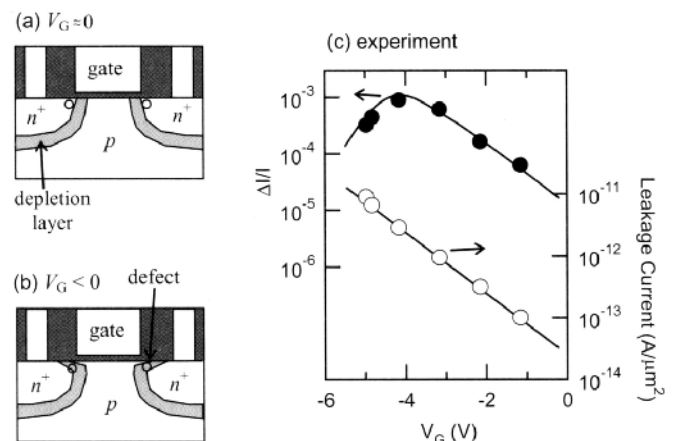 (a) V_G ≈ 0
gate
n⁺
p
n⁺
depletion
layer
(b) V_G < 0
defect
gate
n⁺
p
n⁺
(c) experiment
ΔI/I
10⁻³
10⁻⁴
10⁻⁵
10⁻⁶
10⁻¹¹
10⁻¹²
10⁻¹³
10⁻¹⁴
Leakage Current (A/μm²)
-6
-4
-2
0
V_G (V)